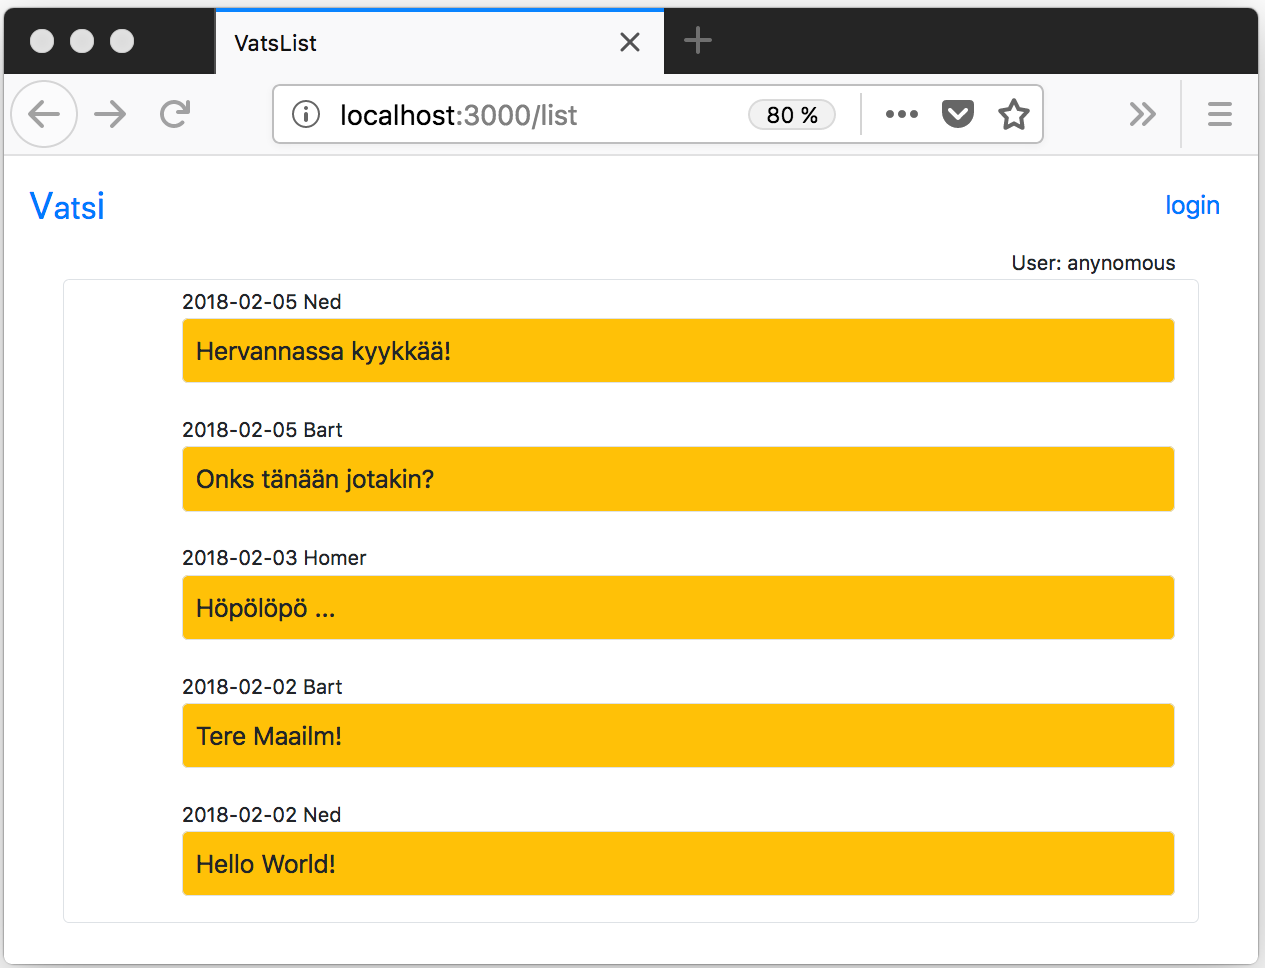 VatsList
localhost:3000/list
80 %
Vatsi
login
User: anynomous
2018-02-05 Ned
Hervannassa kyykkää!
2018-02-05 Bart
Onks tänään jotakin?
2018-02-03 Homer
Höpölöpö ...
2018-02-02 Bart
Tere Maailm!
2018-02-02 Ned
Hello World!